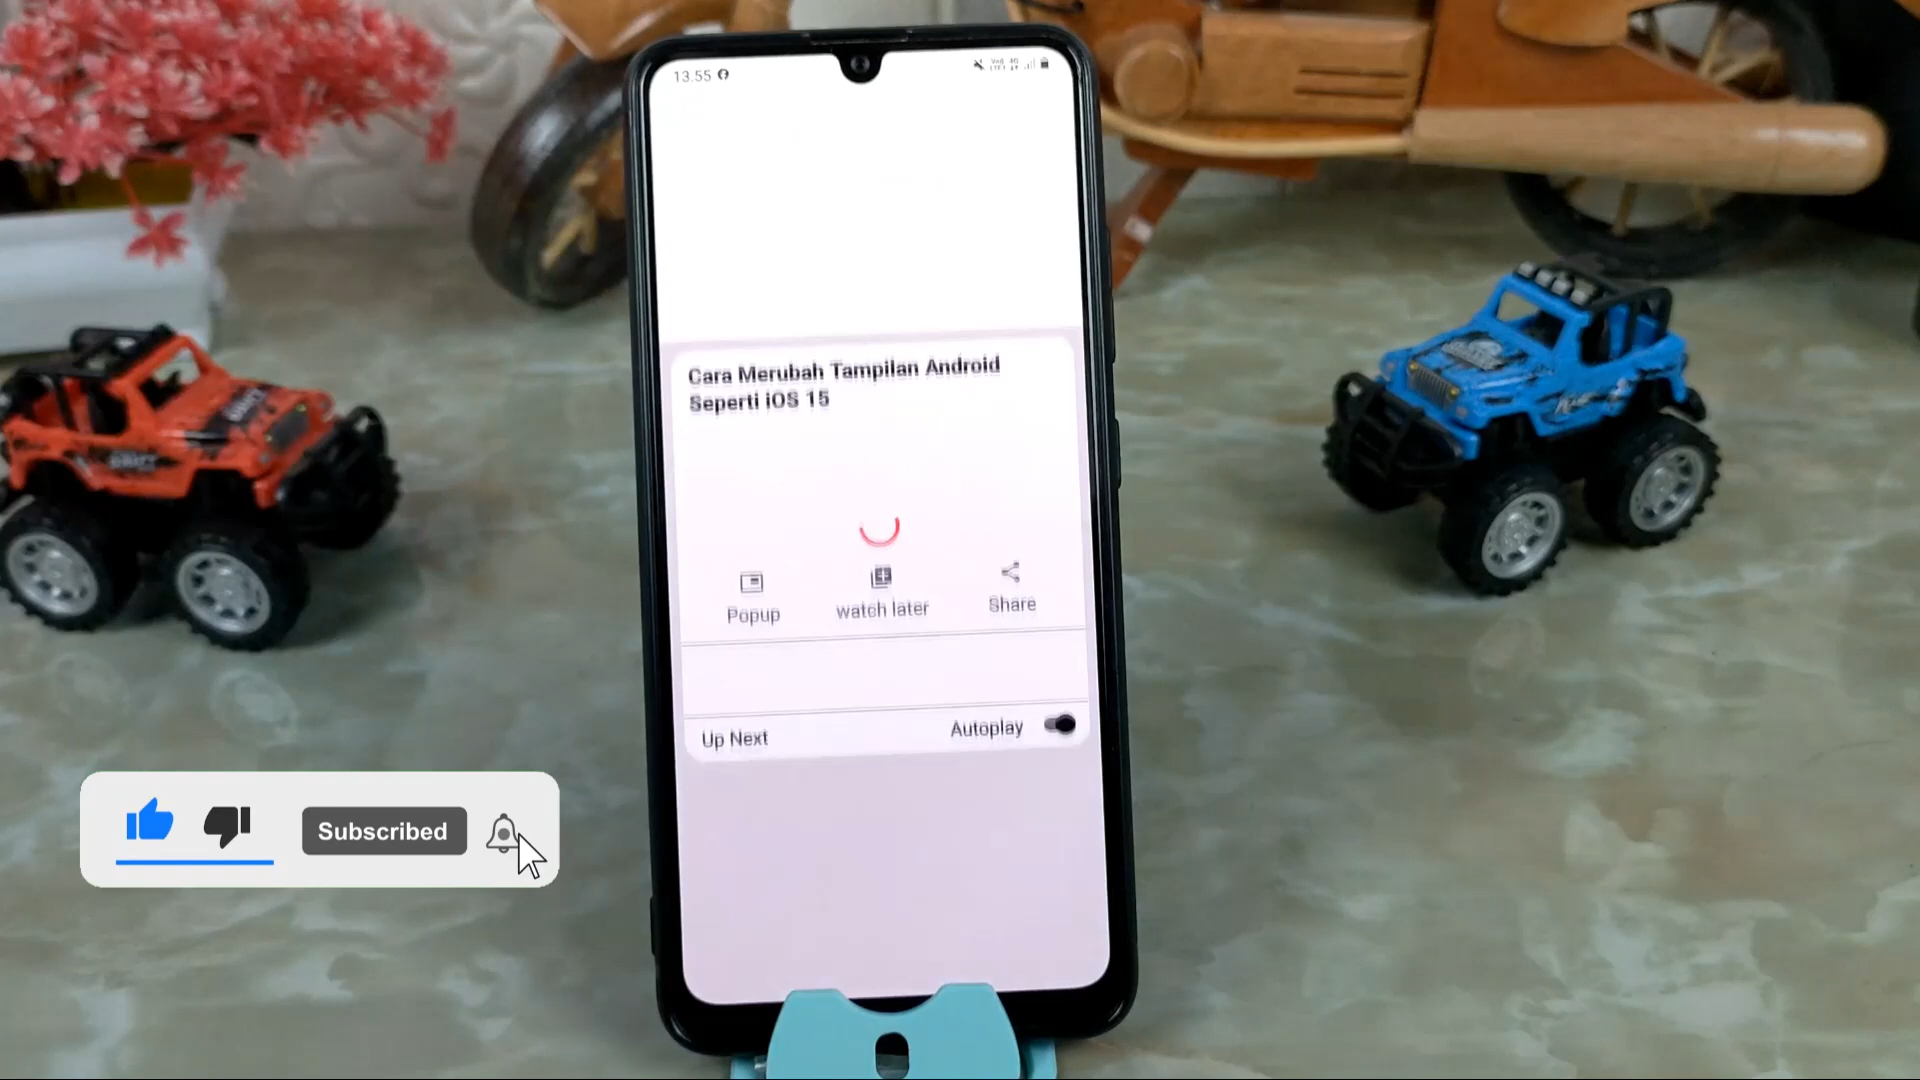 13.55
Cara Merubah Tampilan Android
Seperti iOS 15
Popup
watch later
Share
Up Next
Autoplay
Subscribed